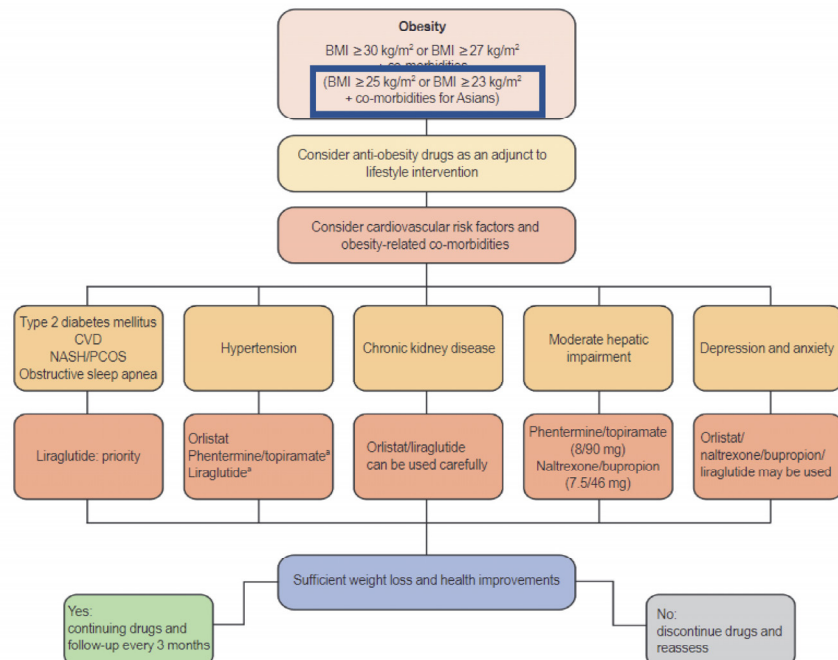 Obesity
BMI ≥ 30 kg/m² or BMI ≥ 27 kg/m²
+ co-morbidities
(BMI ≥ 25 kg/m² or BMI ≥ 23 kg/m²
+ co-morbidities for Asians)
Consider anti-obesity drugs as an adjunct to
lifestyle intervention
Consider cardiovascular risk factors and
obesity-related co-morbidities
Type 2 diabetes mellitus
CVD
NASH/PCOS
Obstructive sleep apnea
Hypertension
Chronic kidney disease
Moderate hepatic
impairment
Depression and anxiety
Liraglutide: priority
Orlistat
Phentermine/topiramateᵃ
Liraglutideᵃ
Orlistat/liraglutide
can be used carefully
Phentermine/topiramate
(8/90 mg)
Naltrexone/bupropion
(7.5/46 mg)
Orlistat/
naltrexone/bupropion/
liraglutide may be used
Sufficient weight loss and health improvements
Yes:
continuing drugs and
follow-up every 3 months
No:
discontinue drugs and
reassess